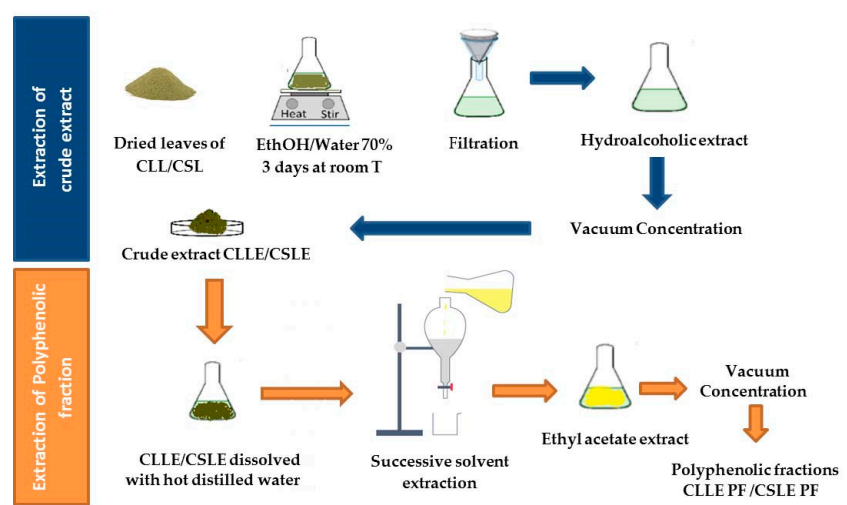 Extraction of
crude extract
Heat Stir
Dried leaves of
CLL/CSL
EthOH/Water 70%
3 days at room T
Filtration
Hydroalcoholic extract
Vacuum Concentration
Crude extract CLLE/CSLE
Extraction of Polyphenolic
fraction
CLLE/CSLE dissolved
with hot distilled water
Successive solvent
extraction
Ethyl acetate extract
Vacuum
Concentration
Polyphenolic fractions
CLLE PF /CSLE PF